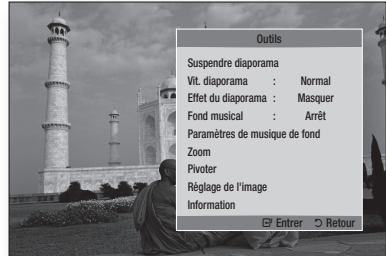 Outils
Suspendre diaporama
Vit. diaporama : Normal
Effet du diaporama : Masquer
Fond musical : Arrêt
Paramètres de musique de fond
Zoom
Pivoter
Réglage de l'image
Information
Entrer Retour